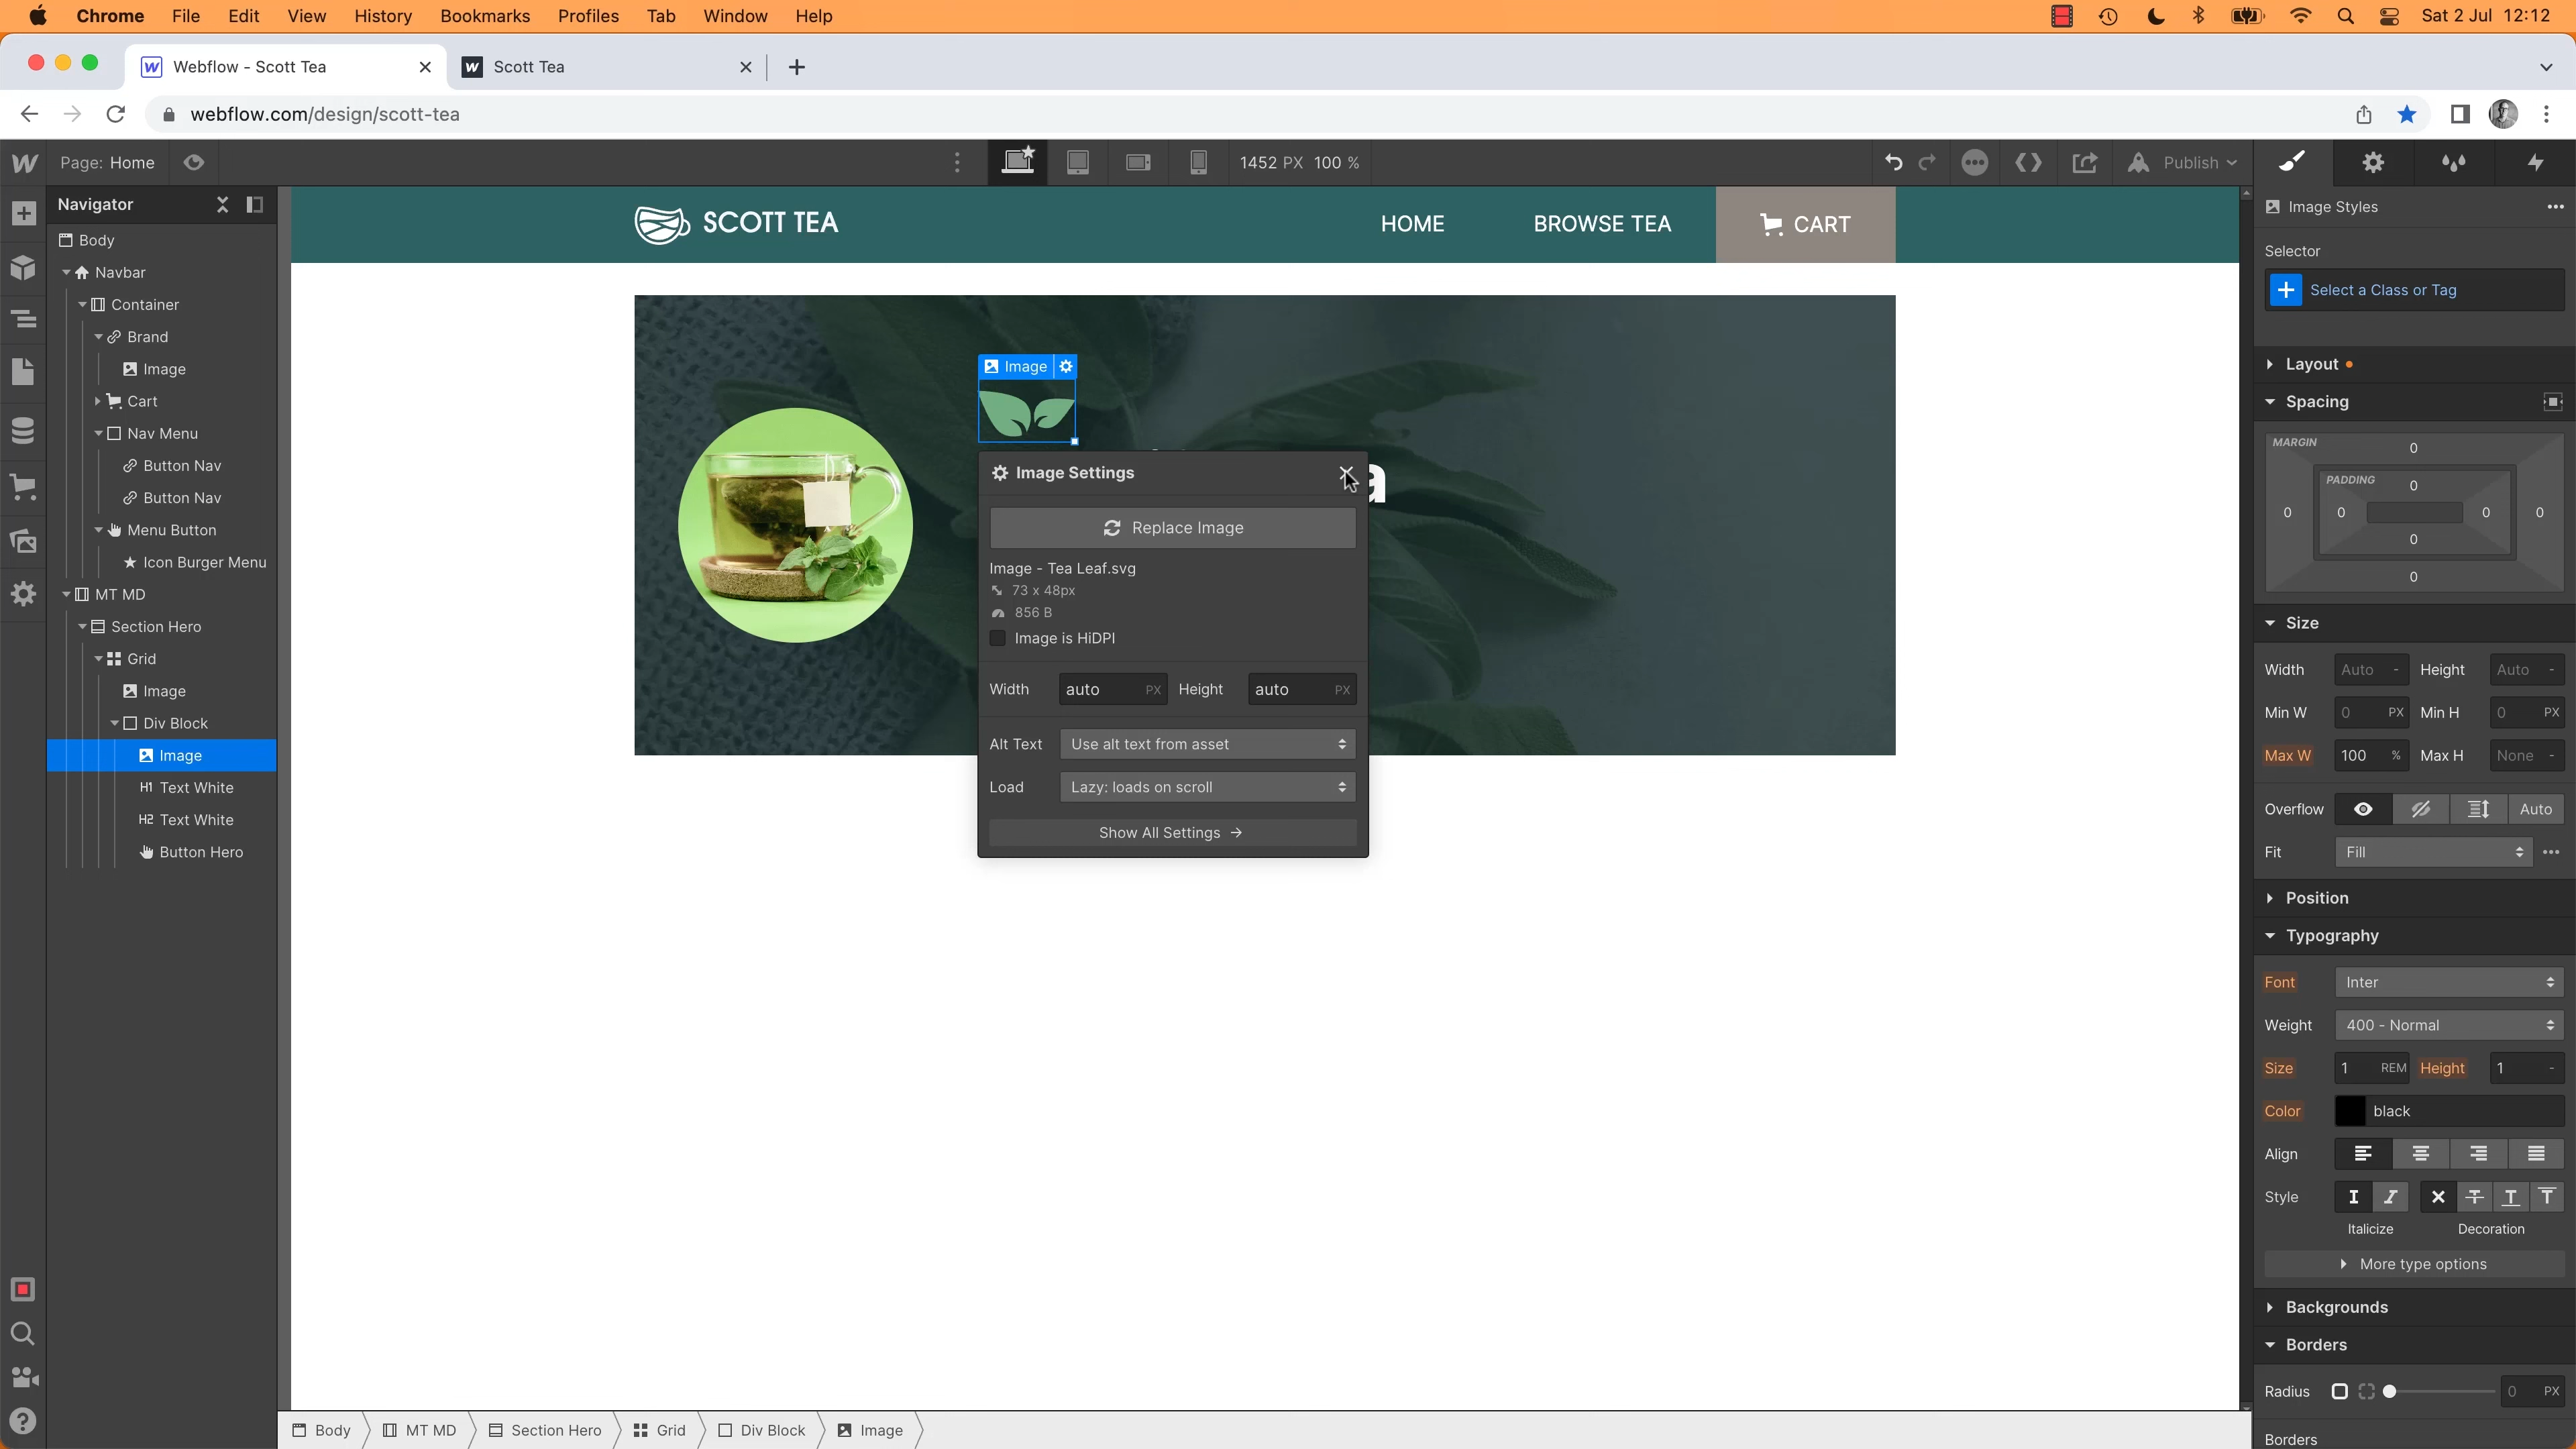 Chrome File Edit View History Bookmarks Profiles Tab Window Help Sat 2 Jul 12:12
Webflow - Scott Tea
Scott Tea
webflow.com/design/scott-tea
Page: Home
1452 PX 100 %
Publish
Navigator
Body
Navbar
Container
Brand
Image
Cart
Nav Menu
Button Nav
Button Nav
Menu Button
Icon Burger Menu
MT MD
Section Hero
Grid
Image
Div Block
Image
H1 Text White
H2 Text White
Button Hero
SCOTT TEA
HOME BROWSE TEA CART
Image
a
Image Settings
Replace Image
Image - Tea Leaf.svg
73 x 48px
856 B
Image is HiDPI
Width auto PX Height auto PX
Alt Text Use alt text from asset
Load Lazy: loads on scroll
Show All Settings
Image Styles
Selector
Select a Class or Tag
Layout
Spacing
MARGIN
0
PADDING
0
0 0 0 0
0
0
Size
Width Auto - Height Auto -
Min W 0 PX Min H 0 PX
Max W 100 % Max H None -
Overflow Auto
Fit Fill
Position
Typography
Font Inter
Weight 400 - Normal
Size 1 REM Height 1 -
Color black
Align
Style
Italicize Decoration
More type options
Backgrounds
Borders
Radius 0 PX
Borders
Body MT MD Section Hero Grid Div Block Image